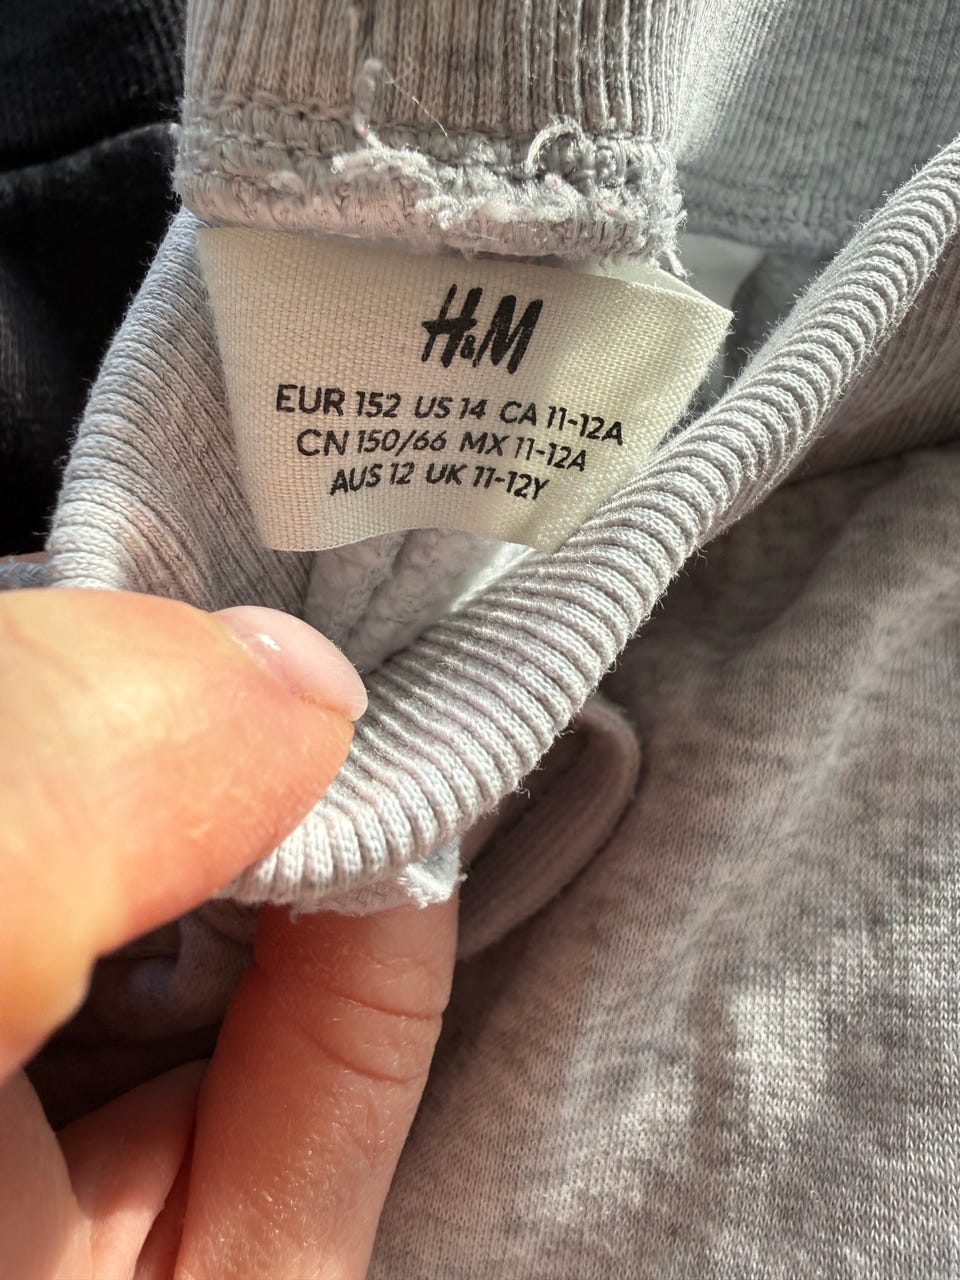 H&M
EUR 152 US 14 CA 11-12A
CN 150/66 MX 11-12A
AUS 12 UK 11-12Y